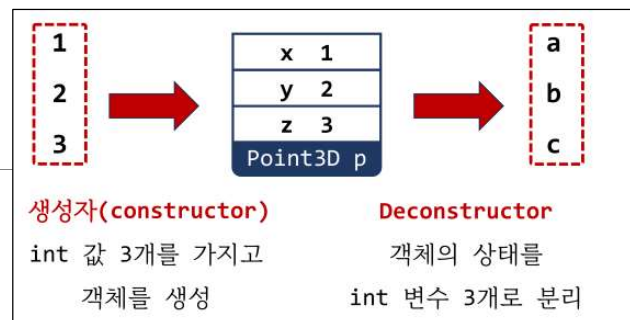 1
2
3
x 1
y 2
z 3
Point3D p
a
b
c
생성자(constructor)
int 값 3개를 가지고
객체를 생성
Deconstructor
객체의 상태를
int 변수 3개로 분리